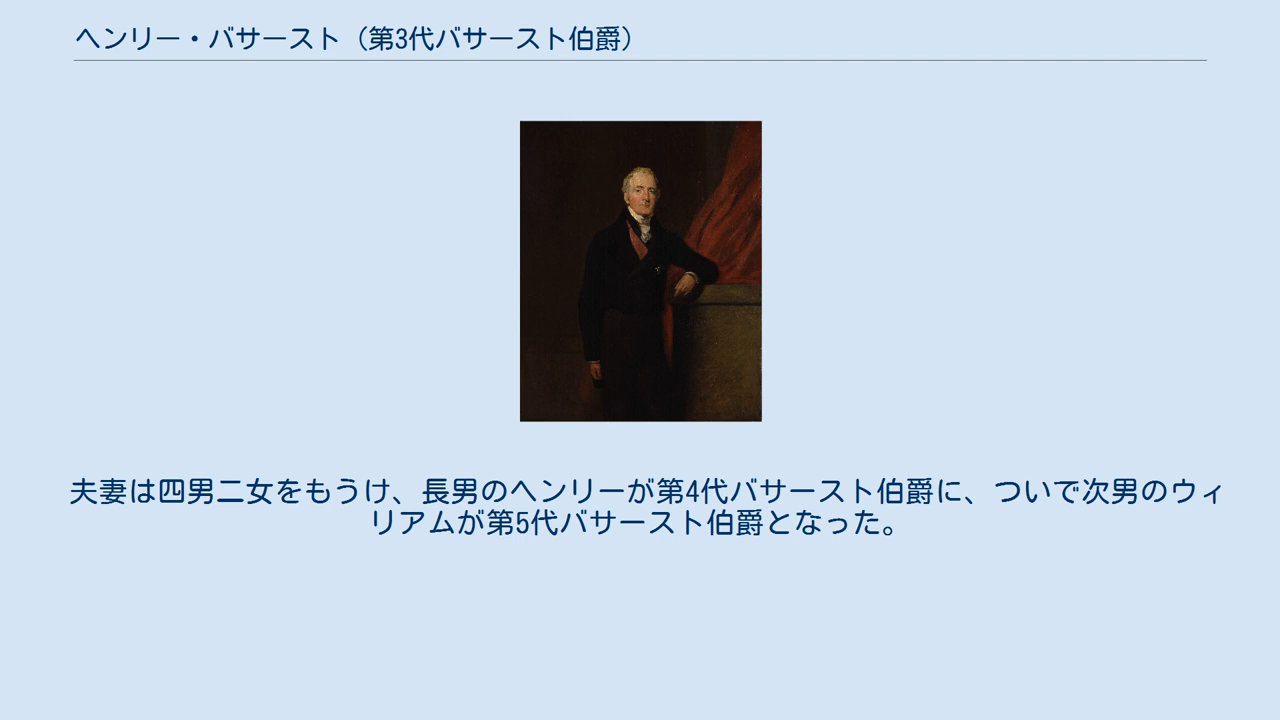 ヘンリー・バサースト（第3代バサースト伯爵）
夫妻は四男二女をもうけ、長男のヘンリーが第4代バサースト伯爵に、ついで次男のウィ
リアムが第5代バサースト伯爵となった。